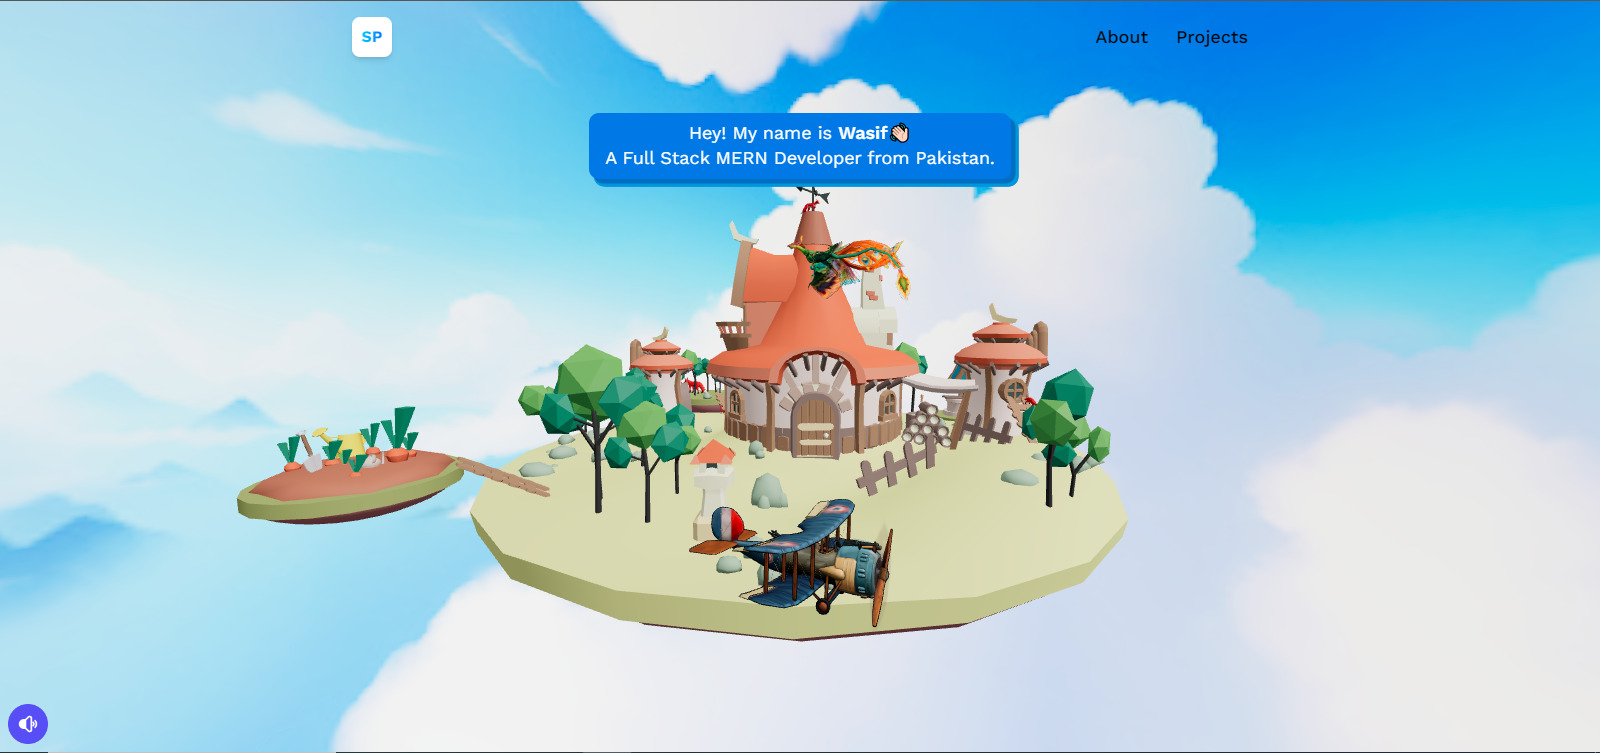 SP
About
Projects
Hey! My name is Wasif👋🏻
A Full Stack MERN Developer from Pakistan.